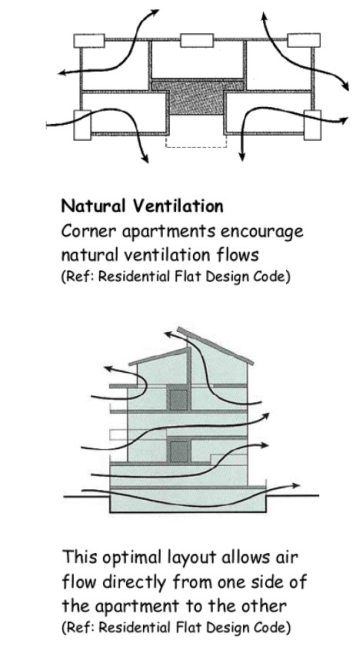 Natural Ventilation
Corner apartments encourage
natural ventilation flows
(Ref: Residential Flat Design Code)
This optimal layout allows air
flow directly from one side of
the apartment to the other
(Ref: Residential Flat Design Code)